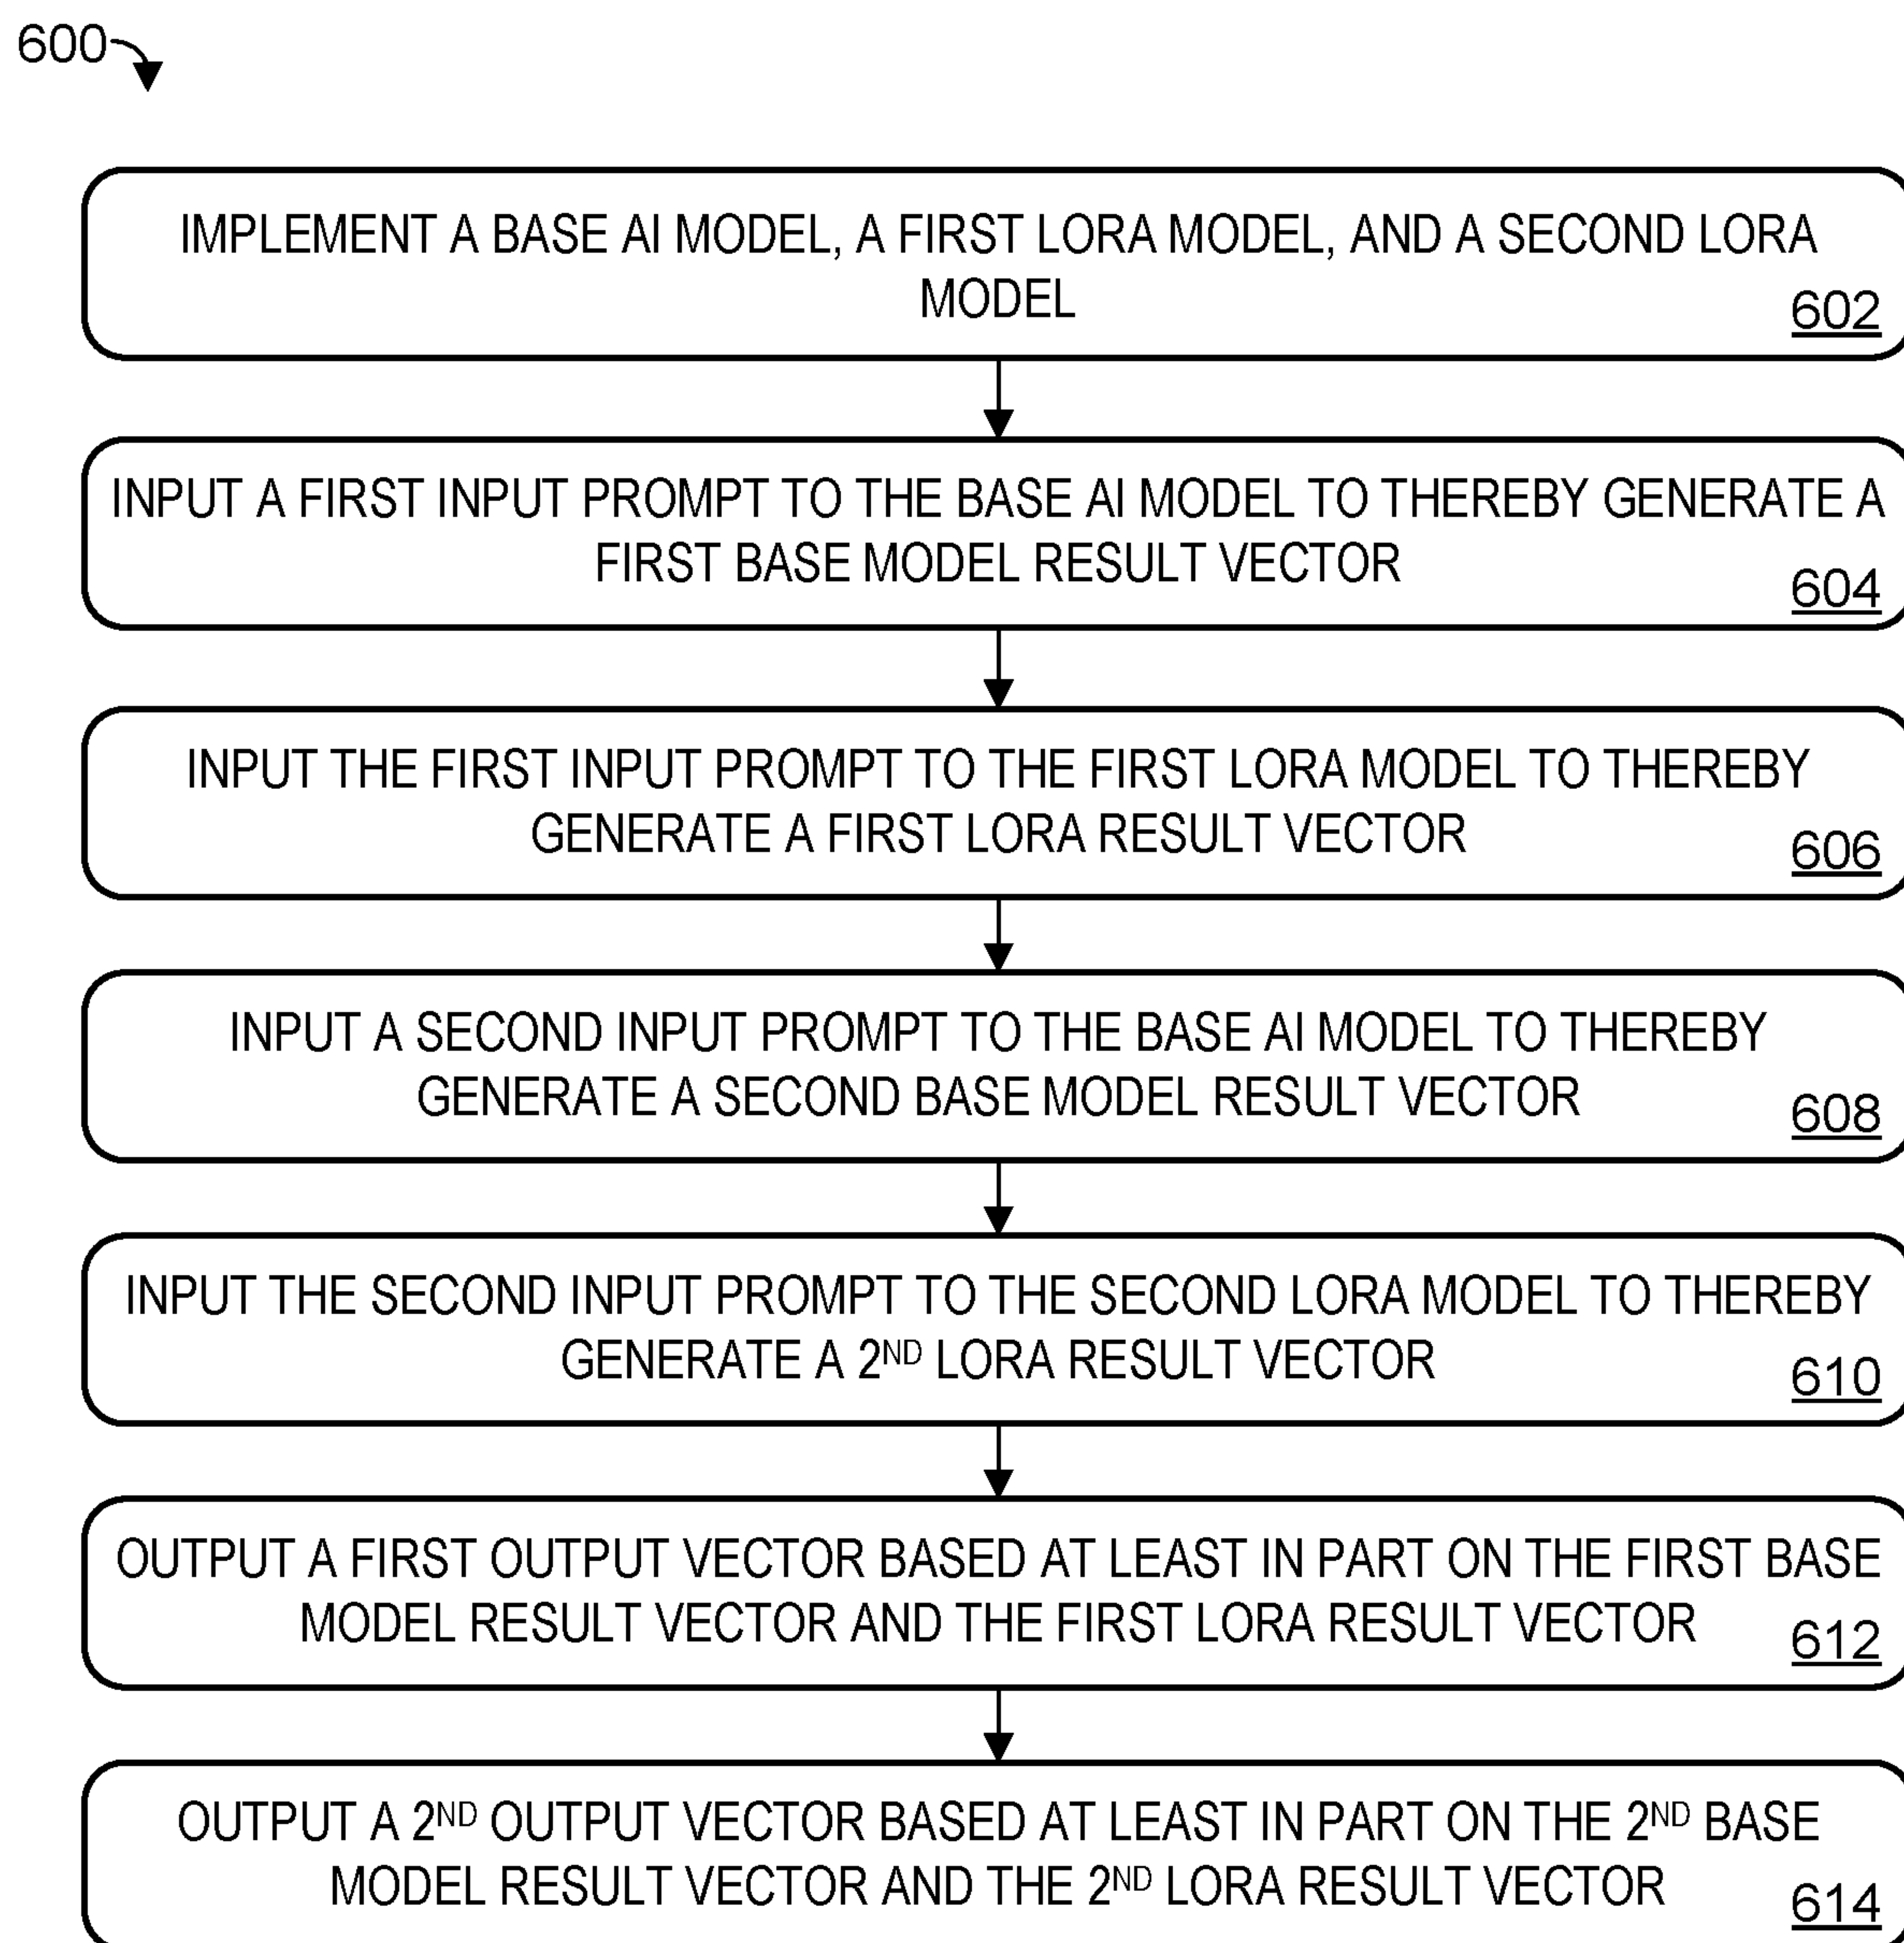 600
IMPLEMENT A BASE AI MODEL, A FIRST LORA MODEL, AND A SECOND LORA
MODEL
602
INPUT A FIRST INPUT PROMPT TO THE BASE AI MODEL TO THEREBY GENERATE A
FIRST BASE MODEL RESULT VECTOR
604
INPUT THE FIRST INPUT PROMPT TO THE FIRST LORA MODEL TO THEREBY
GENERATE A FIRST LORA RESULT VECTOR
606
INPUT A SECOND INPUT PROMPT TO THE BASE AI MODEL TO THEREBY
GENERATE A SECOND BASE MODEL RESULT VECTOR
608
INPUT THE SECOND INPUT PROMPT TO THE SECOND LORA MODEL TO THEREBY
GENERATE A 2ND LORA RESULT VECTOR
610
OUTPUT A FIRST OUTPUT VECTOR BASED AT LEAST IN PART ON THE FIRST BASE
MODEL RESULT VECTOR AND THE FIRST LORA RESULT VECTOR
612
OUTPUT A 2ND OUTPUT VECTOR BASED AT LEAST IN PART ON THE 2ND BASE
MODEL RESULT VECTOR AND THE 2ND LORA RESULT VECTOR
614